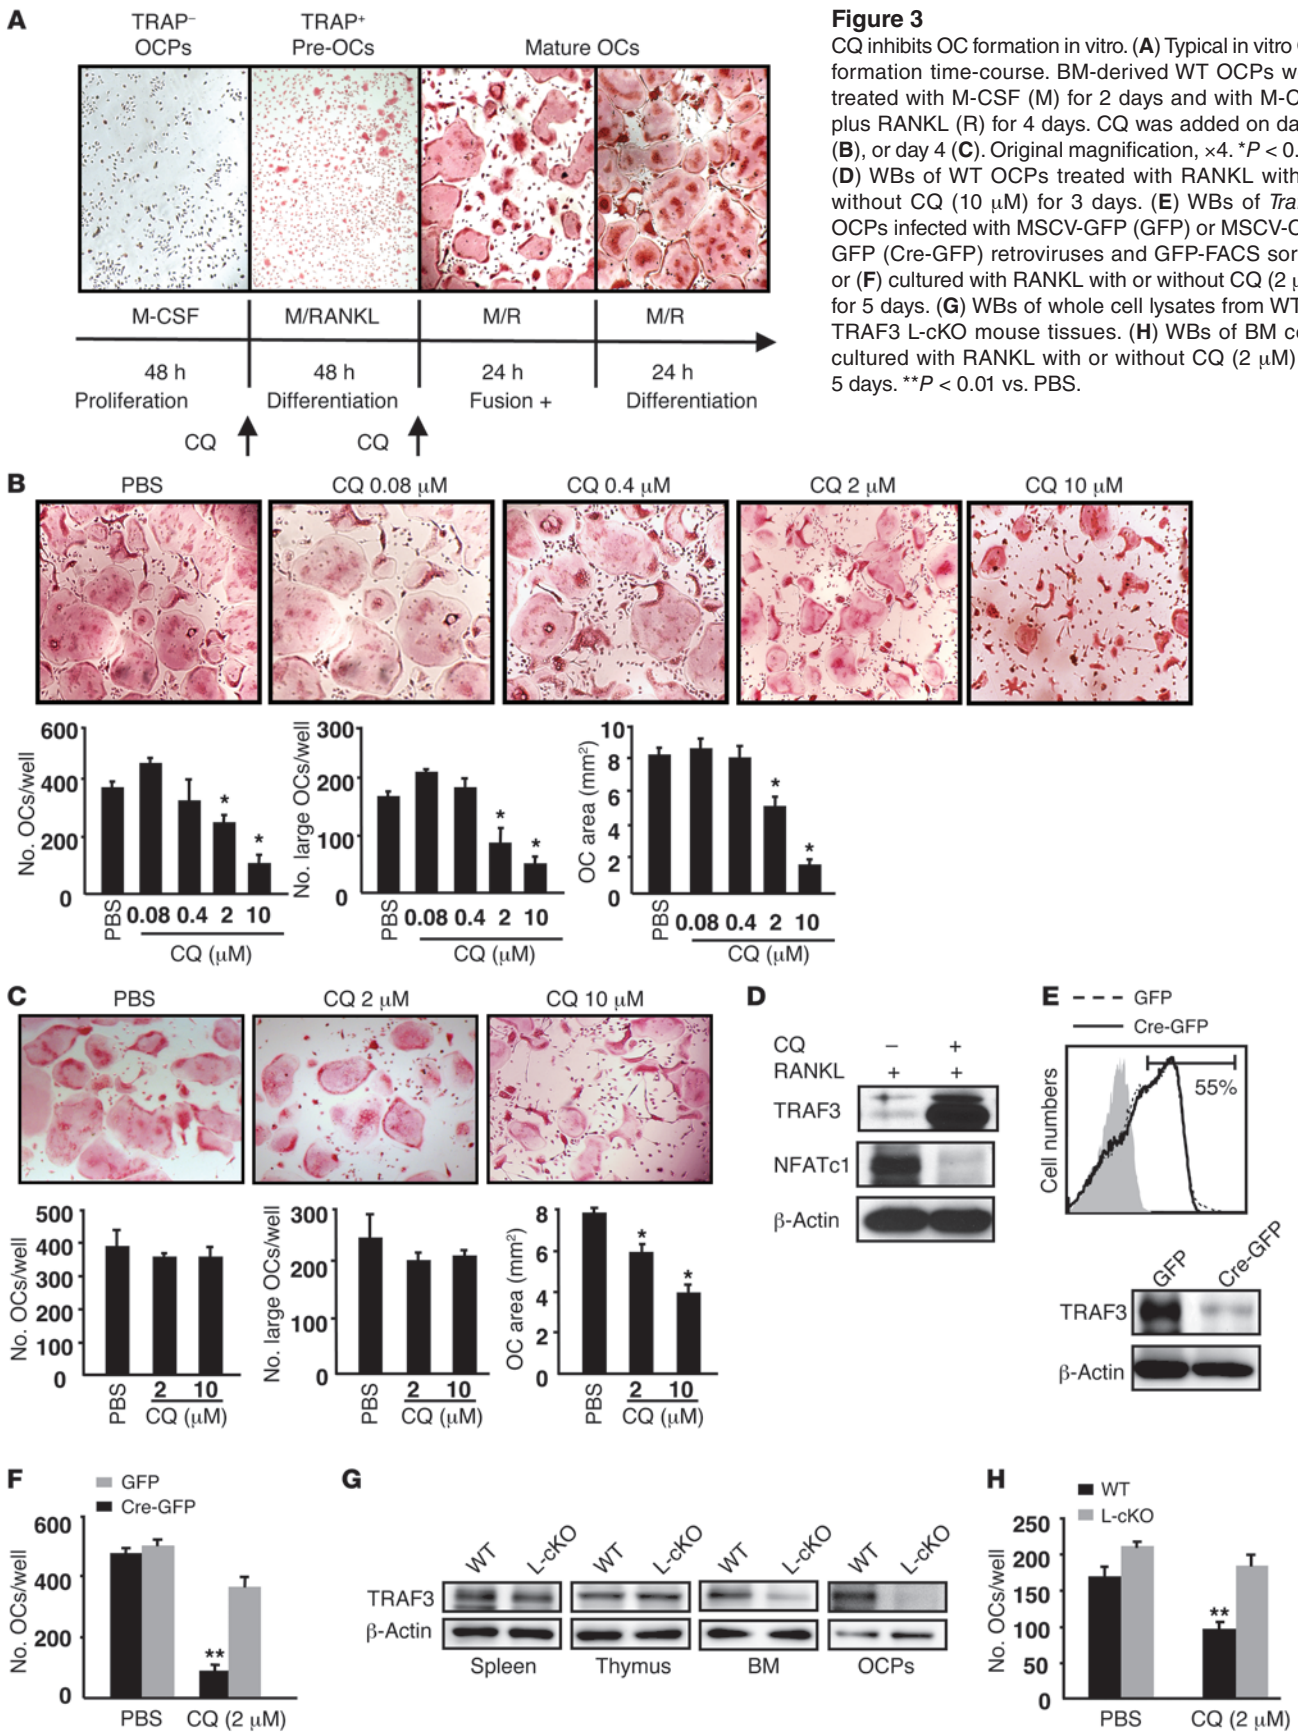 A
TRAP⁻
OCPs
TRAP⁺
Pre-OCs
Mature OCs
M-CSF
M/RANKL
M/R
M/R
48 h
48 h
24 h
24 h
Proliferation
Differentiation
Fusion +
Differentiation
CQ
CQ
Figure 3
CQ inhibits OC formation in vitro. (A) Typical in vitro
formation time-course. BM-derived WT OCPs
treated with M-CSF (M) for 2 days and with
plus RANKL (R) for 4 days. CQ was added on
(B), or day 4 (C). Original magnification, ×4. *P < 0.
(D) WBs of WT OCPs treated with RANKL with
without CQ (10 μM) for 3 days. (E) WBs of
OCPs infected with MSCV-GFP (GFP) or
GFP (Cre-GFP) retroviruses and GFP-FACS
or (F) cultured with RANKL with or without CQ (2
for 5 days. (G) WBs of whole cell lysates from WT
TRAF3 L-cKO mouse tissues. (H) WBs of BM
cultured with RANKL with or without CQ (2 μM)
5 days. **P < 0.01 vs. PBS.
B
PBS
CQ 0.08 μM
CQ 0.4 μM
CQ 2 μM
CQ 10 μM
No. OCs/well
600
400
200
0
PBS
0.08 0.4 2 10
CQ (μM)
* *
No. large OCs/well
300
200
100
0
PBS
0.08 0.4 2 10
CQ (μM)
* *
OC area (mm²)
10
8
6
4
2
0
PBS
0.08 0.4 2 10
CQ (μM)
* *
C
PBS
CQ 2 μM
CQ 10 μM
No. OCs/well
500
400
300
200
100
0
PBS
2 10
CQ (μM)
No. large OCs/well
300
200
100
0
PBS
2 10
CQ (μM)
OC area (mm²)
8
6
4
2
0
PBS
2 10
CQ (μM)
* *
D
CQ – +
RANKL + +
TRAF3
NFATc1
β-Actin
E
GFP
Cre-GFP
Cell numbers
55%
GFP
Cre-GFP
TRAF3
β-Actin
F
GFP
Cre-GFP
No. OCs/well
600
400
200
0
**
PBS
CQ (2 μM)
G
WT L-cKO WT L-cKO WT L-cKO WT L-cKO
TRAF3
β-Actin
Spleen
Thymus
BM
OCPs
H
WT
L-cKO
No. OCs/well
250
200
150
100
50
0
**
PBS
CQ (2 μM)